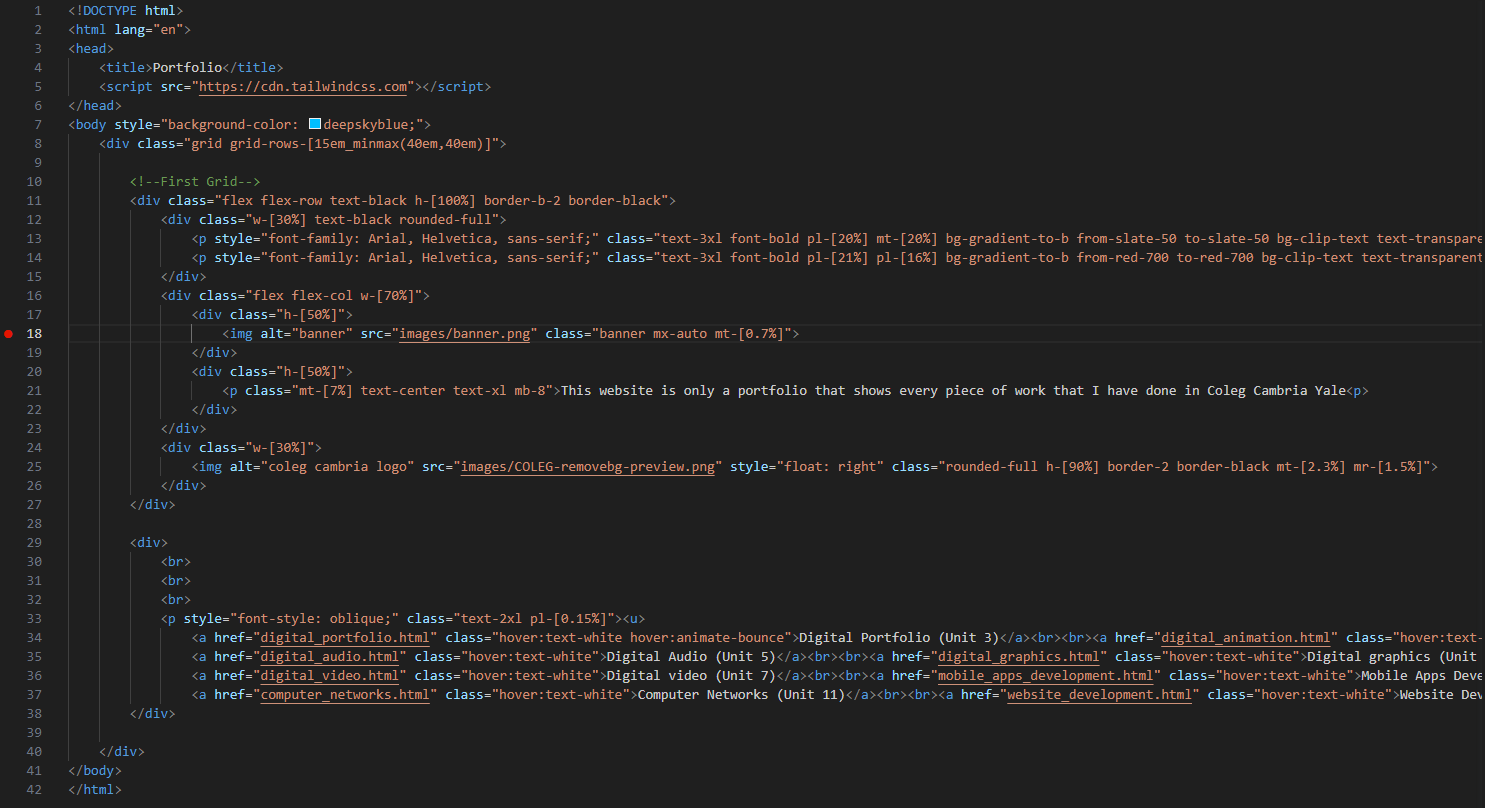 1 <!DOCTYPE html>
2 <html lang="en">
3 <head>
4     <title>Portfolio</title>
5     <script src="https://cdn.tailwindcss.com"></script>
6 </head>
7 <body style="background-color: deepskyblue;">
8     <div class="grid grid-rows-[15em_minmax(40em,40em)]">
9
10         <!--First Grid-->
11         <div class="flex flex-row text-black h-[100%] border-b-2 border-black">
12             <div class="w-[30%] text-black rounded-full">
13                 <p style="font-family: Arial, Helvetica, sans-serif;" class="text-3xl font-bold pl-[20%] mt-[20%] bg-gradient-to-b from-slate-50 to-slate-50 bg-clip-text text-transpare
14                 <p style="font-family: Arial, Helvetica, sans-serif;" class="text-3xl font-bold pl-[21%] pl-[16%] bg-gradient-to-b from-red-700 to-red-700 bg-clip-text text-transparent
15             </div>
16             <div class="flex flex-col w-[70%]">
17                 <div class="h-[50%]">
18                     <img alt="banner" src="images/banner.png" class="banner mx-auto mt-[0.7%]">
19                 </div>
20                 <div class="h-[50%]">
21                     <p class="mt-[7%] text-center text-xl mb-8">This website is only a portfolio that shows every piece of work that I have done in Coleg Cambria Yale<p>
22                 </div>
23             </div>
24             <div class="w-[30%]">
25                 <img alt="coleg cambria logo" src="images/COLEG-removebg-preview.png" style="float: right" class="rounded-full h-[90%] border-2 border-black mt-[2.3%] mr-[1.5%]">
26             </div>
27         </div>
28
29         <div>
30             <br>
31             <br>
32             <br>
33             <p style="font-style: oblique;" class="text-2xl pl-[0.15%]"><u>
34                 <a href="digital_portfolio.html" class="hover:text-white hover:animate-bounce">Digital Portfolio (Unit 3)</a><br><br><a href="digital_animation.html" class="hover:text-
35                 <a href="digital_audio.html" class="hover:text-white">Digital Audio (Unit 5)</a><br><br><a href="digital_graphics.html" class="hover:text-white">Digital graphics (Unit
36                 <a href="digital_video.html" class="hover:text-white">Digital video (Unit 7)</a><br><br><a href="mobile_apps_development.html" class="hover:text-white">Mobile Apps Deve
37                 <a href="computer_networks.html" class="hover:text-white">Computer Networks (Unit 11)</a><br><br><a href="website_development.html" class="hover:text-white">Website Dev
38         </div>
39
40     </div>
41 </body>
42 </html>